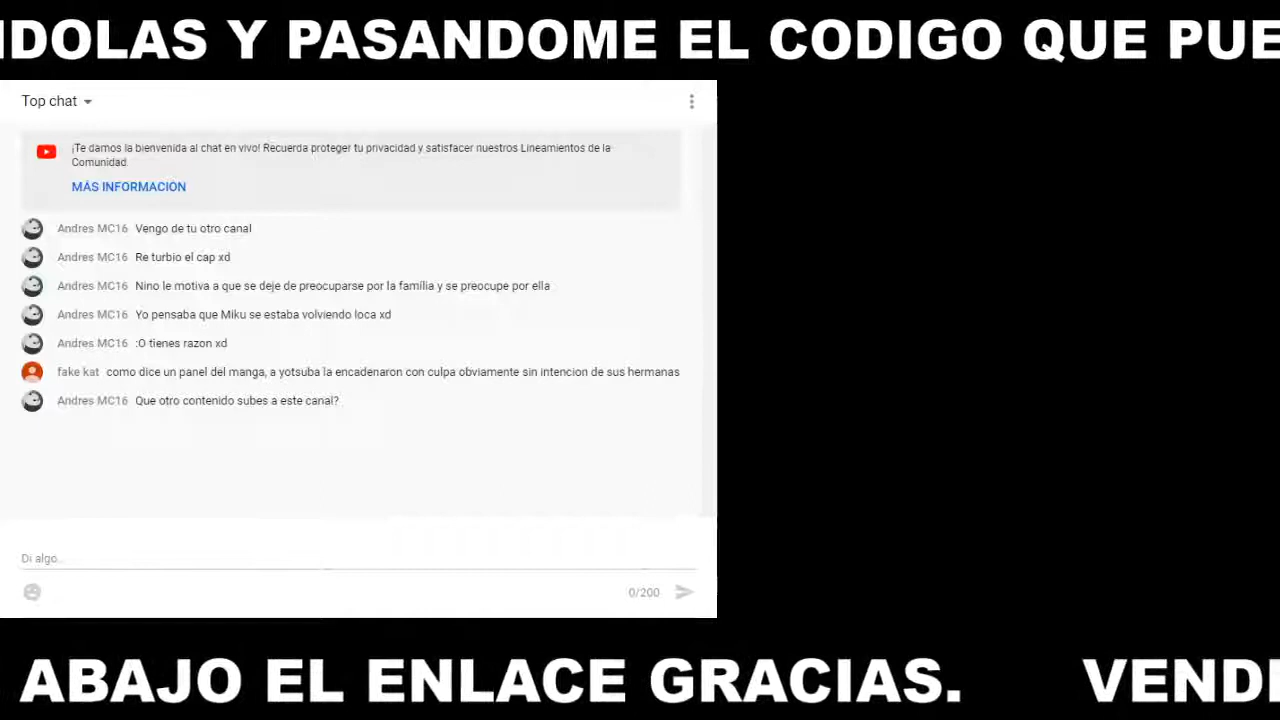 NDOLAS Y PASANDOME EL CODIGO QUE PUE
Top chat
¡Te damos la bienvenida al chat en vivo! Recuerda proteger tu privacidad y satisfacer nuestros Lineamientos de la
Comunidad.
MÁS INFORMACIÓN
Andres MC16 Vengo de tu otro canal
Andres MC16 Re turbio el cap xd
Andres MC16 Nino le motiva a que se deje de preocuparse por la família y se preocupe por ella
Andres MC16 Yo pensaba que Miku se estaba volviendo loca xd
Andres MC16 :O tienes razon xd
fake kat como dice un panel del manga, a yotsuba la encadenaron con culpa obviamente sin intencion de sus hermanas
Andres MC16 Que otro contenido subes a este canal?
Di algo...
0/200
ABAJO EL ENLACE GRACIAS. VENDI